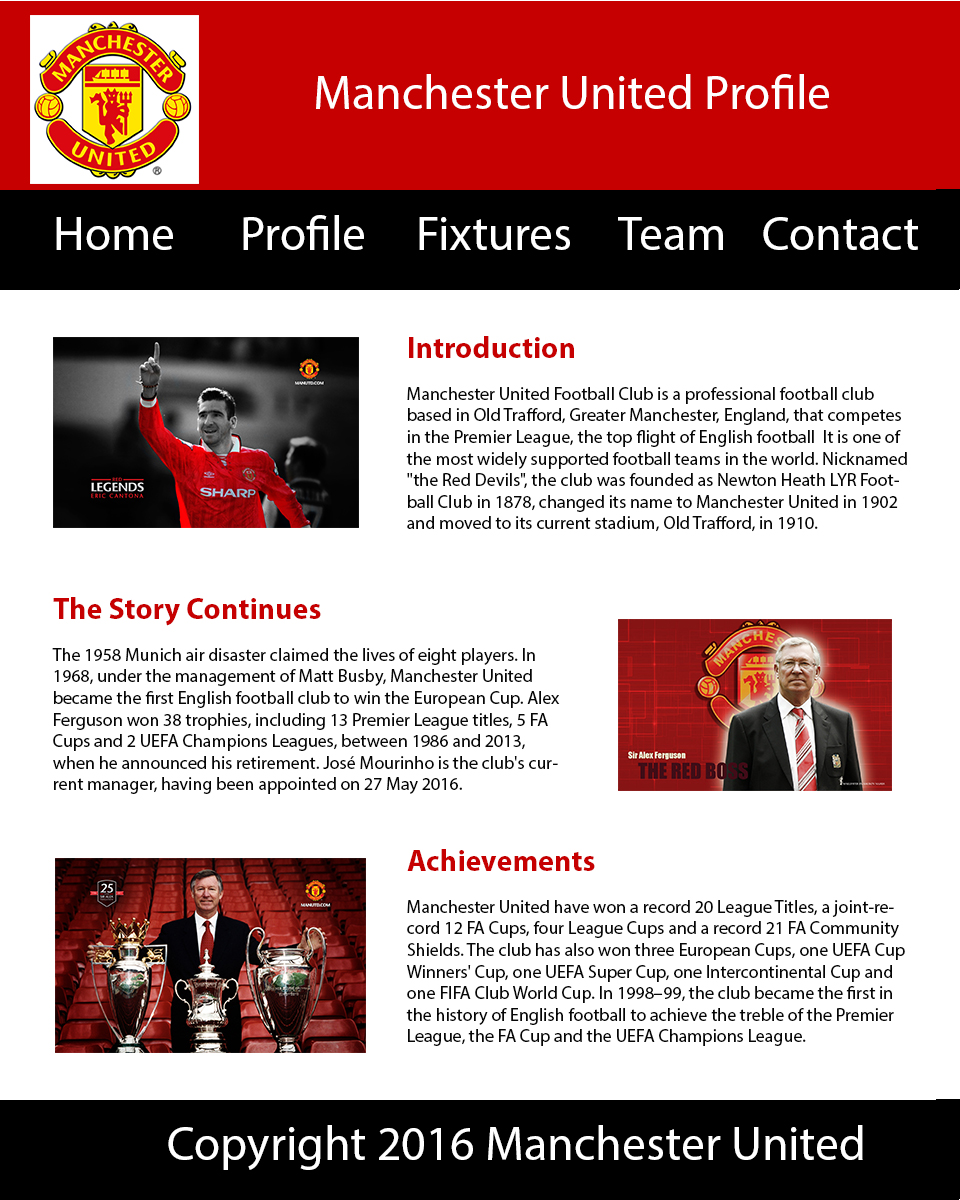 MANCHESTER
UNITED
®
Manchester United Profile
Home Profile Fixtures Team Contact
MANUTD.COM
RED
LEGENDS
ERIC CANTONA
SHARP
Introduction
Manchester United Football Club is a professional football club
based in Old Trafford, Greater Manchester, England, that competes
in the Premier League, the top flight of English football  It is one of
the most widely supported football teams in the world. Nicknamed
"the Red Devils", the club was founded as Newton Heath LYR Foot-
ball Club in 1878, changed its name to Manchester United in 1902
and moved to its current stadium, Old Trafford, in 1910.
The Story Continues
The 1958 Munich air disaster claimed the lives of eight players. In
1968, under the management of Matt Busby, Manchester United
became the first English football club to win the European Cup. Alex
Ferguson won 38 trophies, including 13 Premier League titles, 5 FA
Cups and 2 UEFA Champions Leagues, between 1986 and 2013,
when he announced his retirement. José Mourinho is the club's cur-
rent manager, having been appointed on 27 May 2016.
MANCHESTER
Sir Alex Ferguson
THE RED BOSS
25
MANUTD.COM
Achievements
Manchester United have won a record 20 League Titles, a joint-re-
cord 12 FA Cups, four League Cups and a record 21 FA Community
Shields. The club has also won three European Cups, one UEFA Cup
Winners' Cup, one UEFA Super Cup, one Intercontinental Cup and
one FIFA Club World Cup. In 1998–99, the club became the first in
the history of English football to achieve the treble of the Premier
League, the FA Cup and the UEFA Champions League.
Copyright 2016 Manchester United